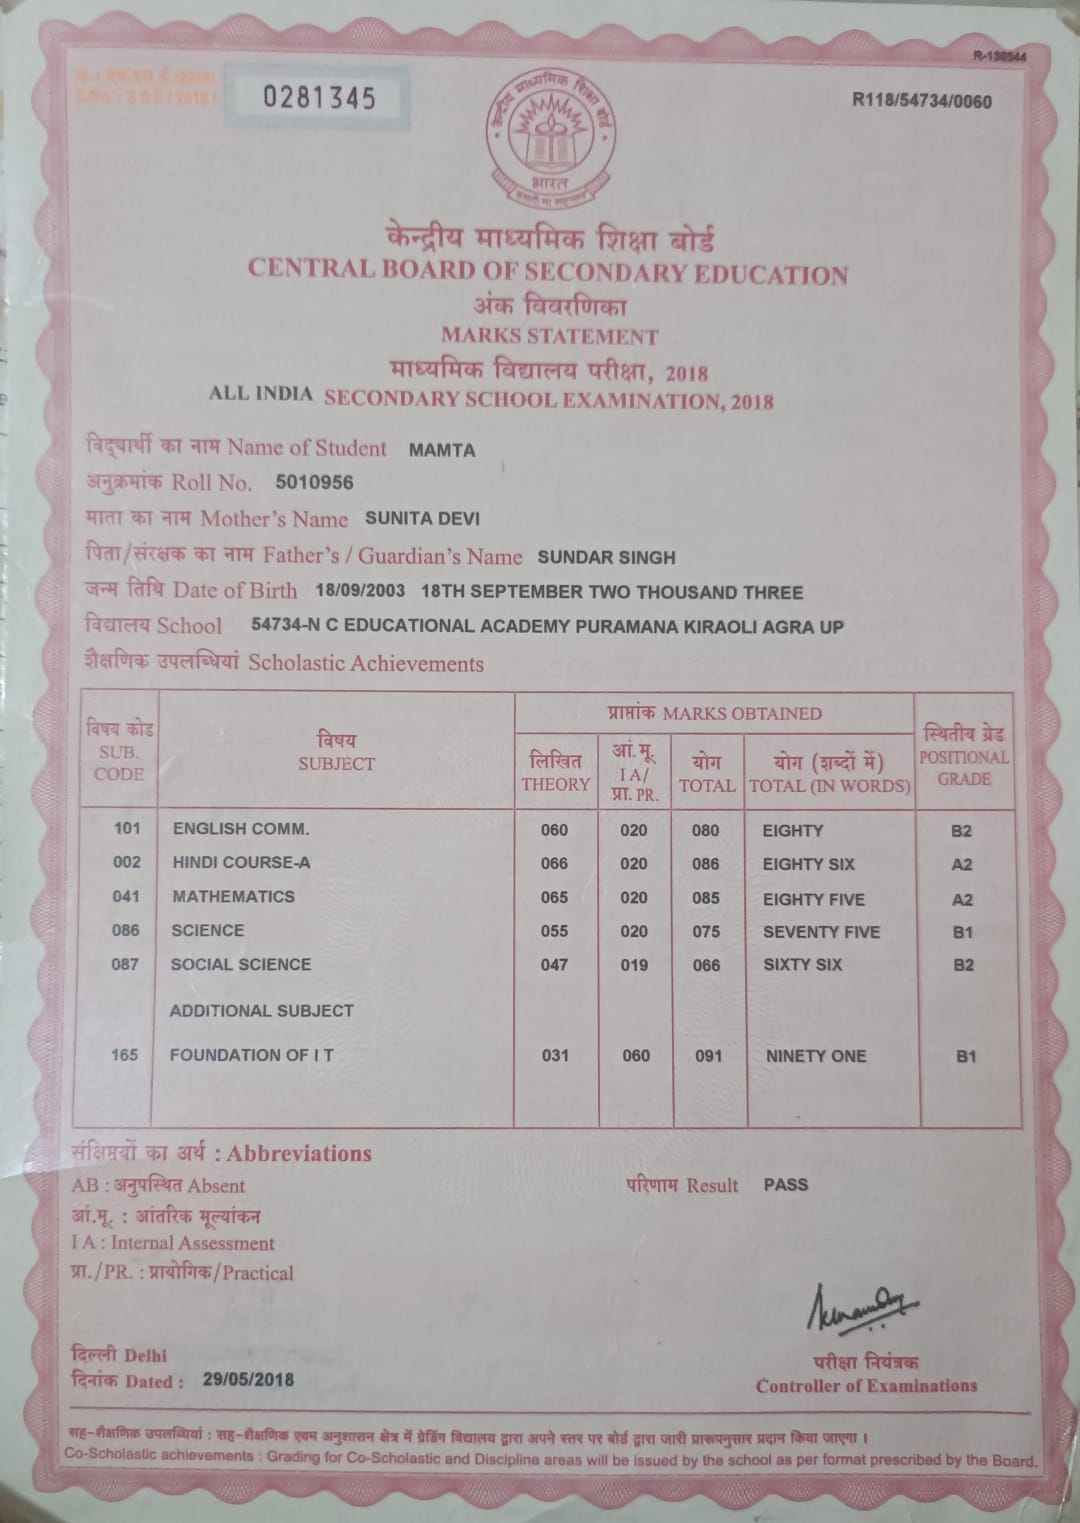 R-130344
0281345
R118/54734/0060
भारत
केन्द्रीय माध्यमिक शिक्षा बोर्ड
CENTRAL BOARD OF SECONDARY EDUCATION
अंक विवरणिका
MARKS STATEMENT
माध्यमिक विद्यालय परीक्षा, 2018
ALL INDIA SECONDARY SCHOOL EXAMINATION, 2018
विद्यार्थी का नाम Name of Student MAMTA
अनुक्रमांक Roll No. 5010956
माता का नाम Mother's Name SUNITA DEVI
पिता/संरक्षक का नाम Father's / Guardian's Name SUNDAR SINGH
जन्म तिथि Date of Birth 18/09/2003 18TH SEPTEMBER TWO THOUSAND THREE
विद्यालय School 54734-N C EDUCATIONAL ACADEMY PURAMANA KIRAOLI AGRA UP
शैक्षणिक उपलब्धियां Scholastic Achievements
विषय कोड SUB. CODE
विषय SUBJECT
प्राप्तांक MARKS OBTAINED
लिखित THEORY
आं.मू. I A/ प्रा. PR.
योग TOTAL
योग (शब्दों में) TOTAL (IN WORDS)
स्थितीय ग्रेड POSITIONAL GRADE
101 ENGLISH COMM. 060 020 080 EIGHTY B2
002 HINDI COURSE-A 066 020 086 EIGHTY SIX A2
041 MATHEMATICS 065 020 085 EIGHTY FIVE A2
086 SCIENCE 055 020 075 SEVENTY FIVE B1
087 SOCIAL SCIENCE 047 019 066 SIXTY SIX B2
ADDITIONAL SUBJECT
165 FOUNDATION OF I T 031 060 091 NINETY ONE B1
संक्षिप्तयों का अर्थ : Abbreviations
AB : अनुपस्थित Absent
परिणाम Result PASS
आं.मू. : आंतरिक मूल्यांकन
I A : Internal Assessment
प्रा./PR. : प्रायोगिक/Practical
दिल्ली Delhi
दिनांक Dated : 29/05/2018
परीक्षा नियंत्रक
Controller of Examinations
सह-शैक्षणिक उपलब्धियां : सह-शैक्षणिक एवम अनुशासन क्षेत्र में ग्रेडिंग विद्यालय द्वारा अपने स्तर पर बोर्ड द्वारा जारी प्रारूपनुसार प्रदान किया जाएगा ।
Co-Scholastic achievements : Grading for Co-Scholastic and Discipline areas will be issued by the school as per format prescribed by the Board.